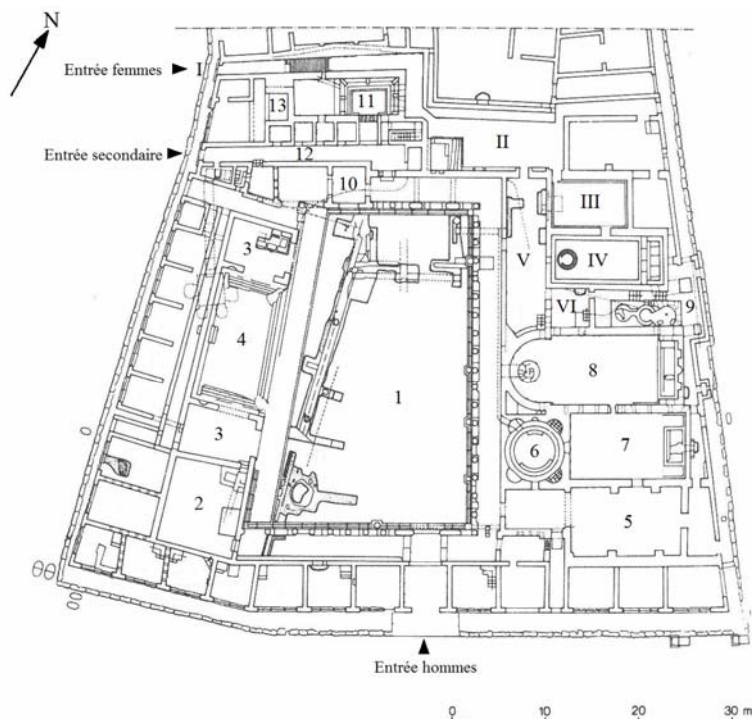 N
Entrée femmes
I
11
13
II
Entrée secondaire
12
10
III
3
V
IV
VI
9
4
8
1
3
6
7
2
5
Entrée hommes
0 10 20 30 m